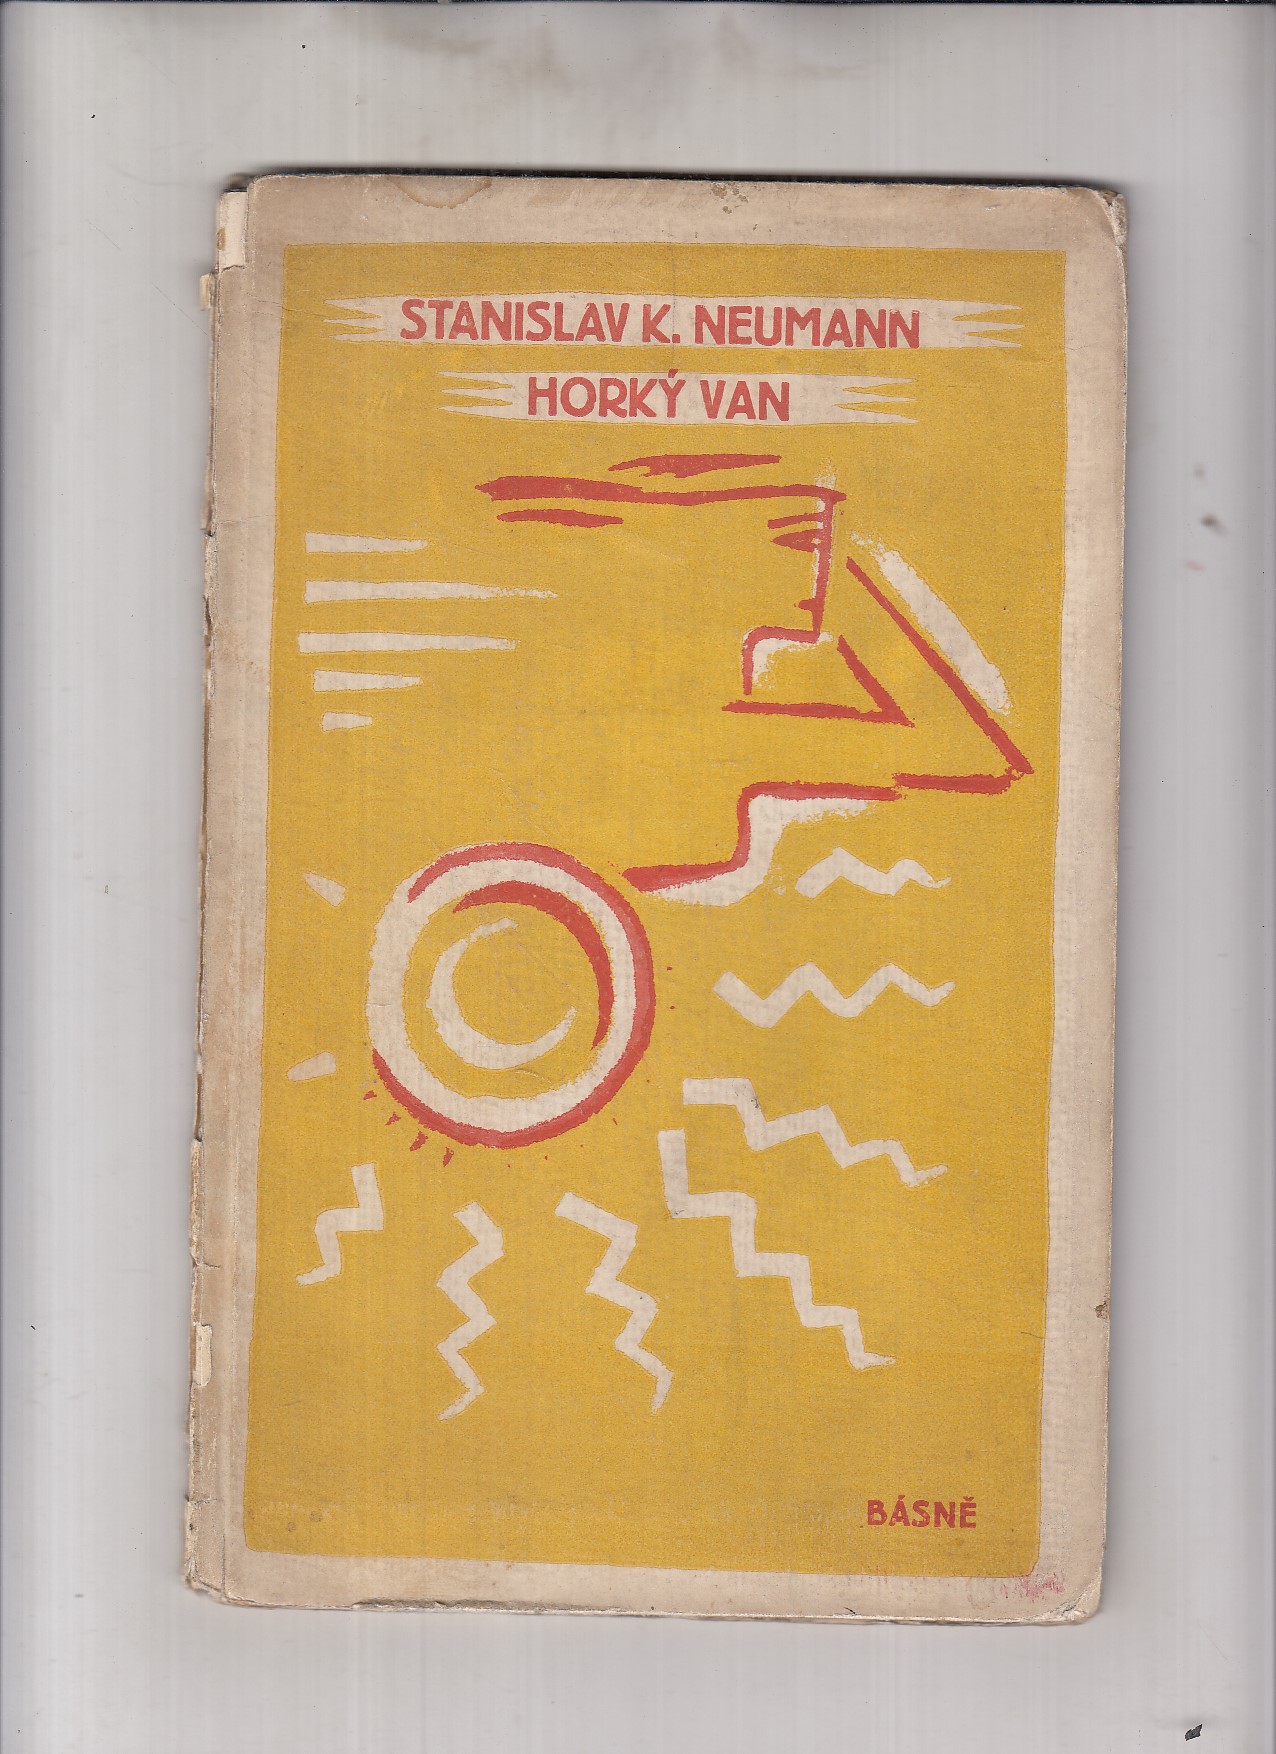 STANISLAV K. NEUMANN
HORKÝ VAN
BÁSNĚ